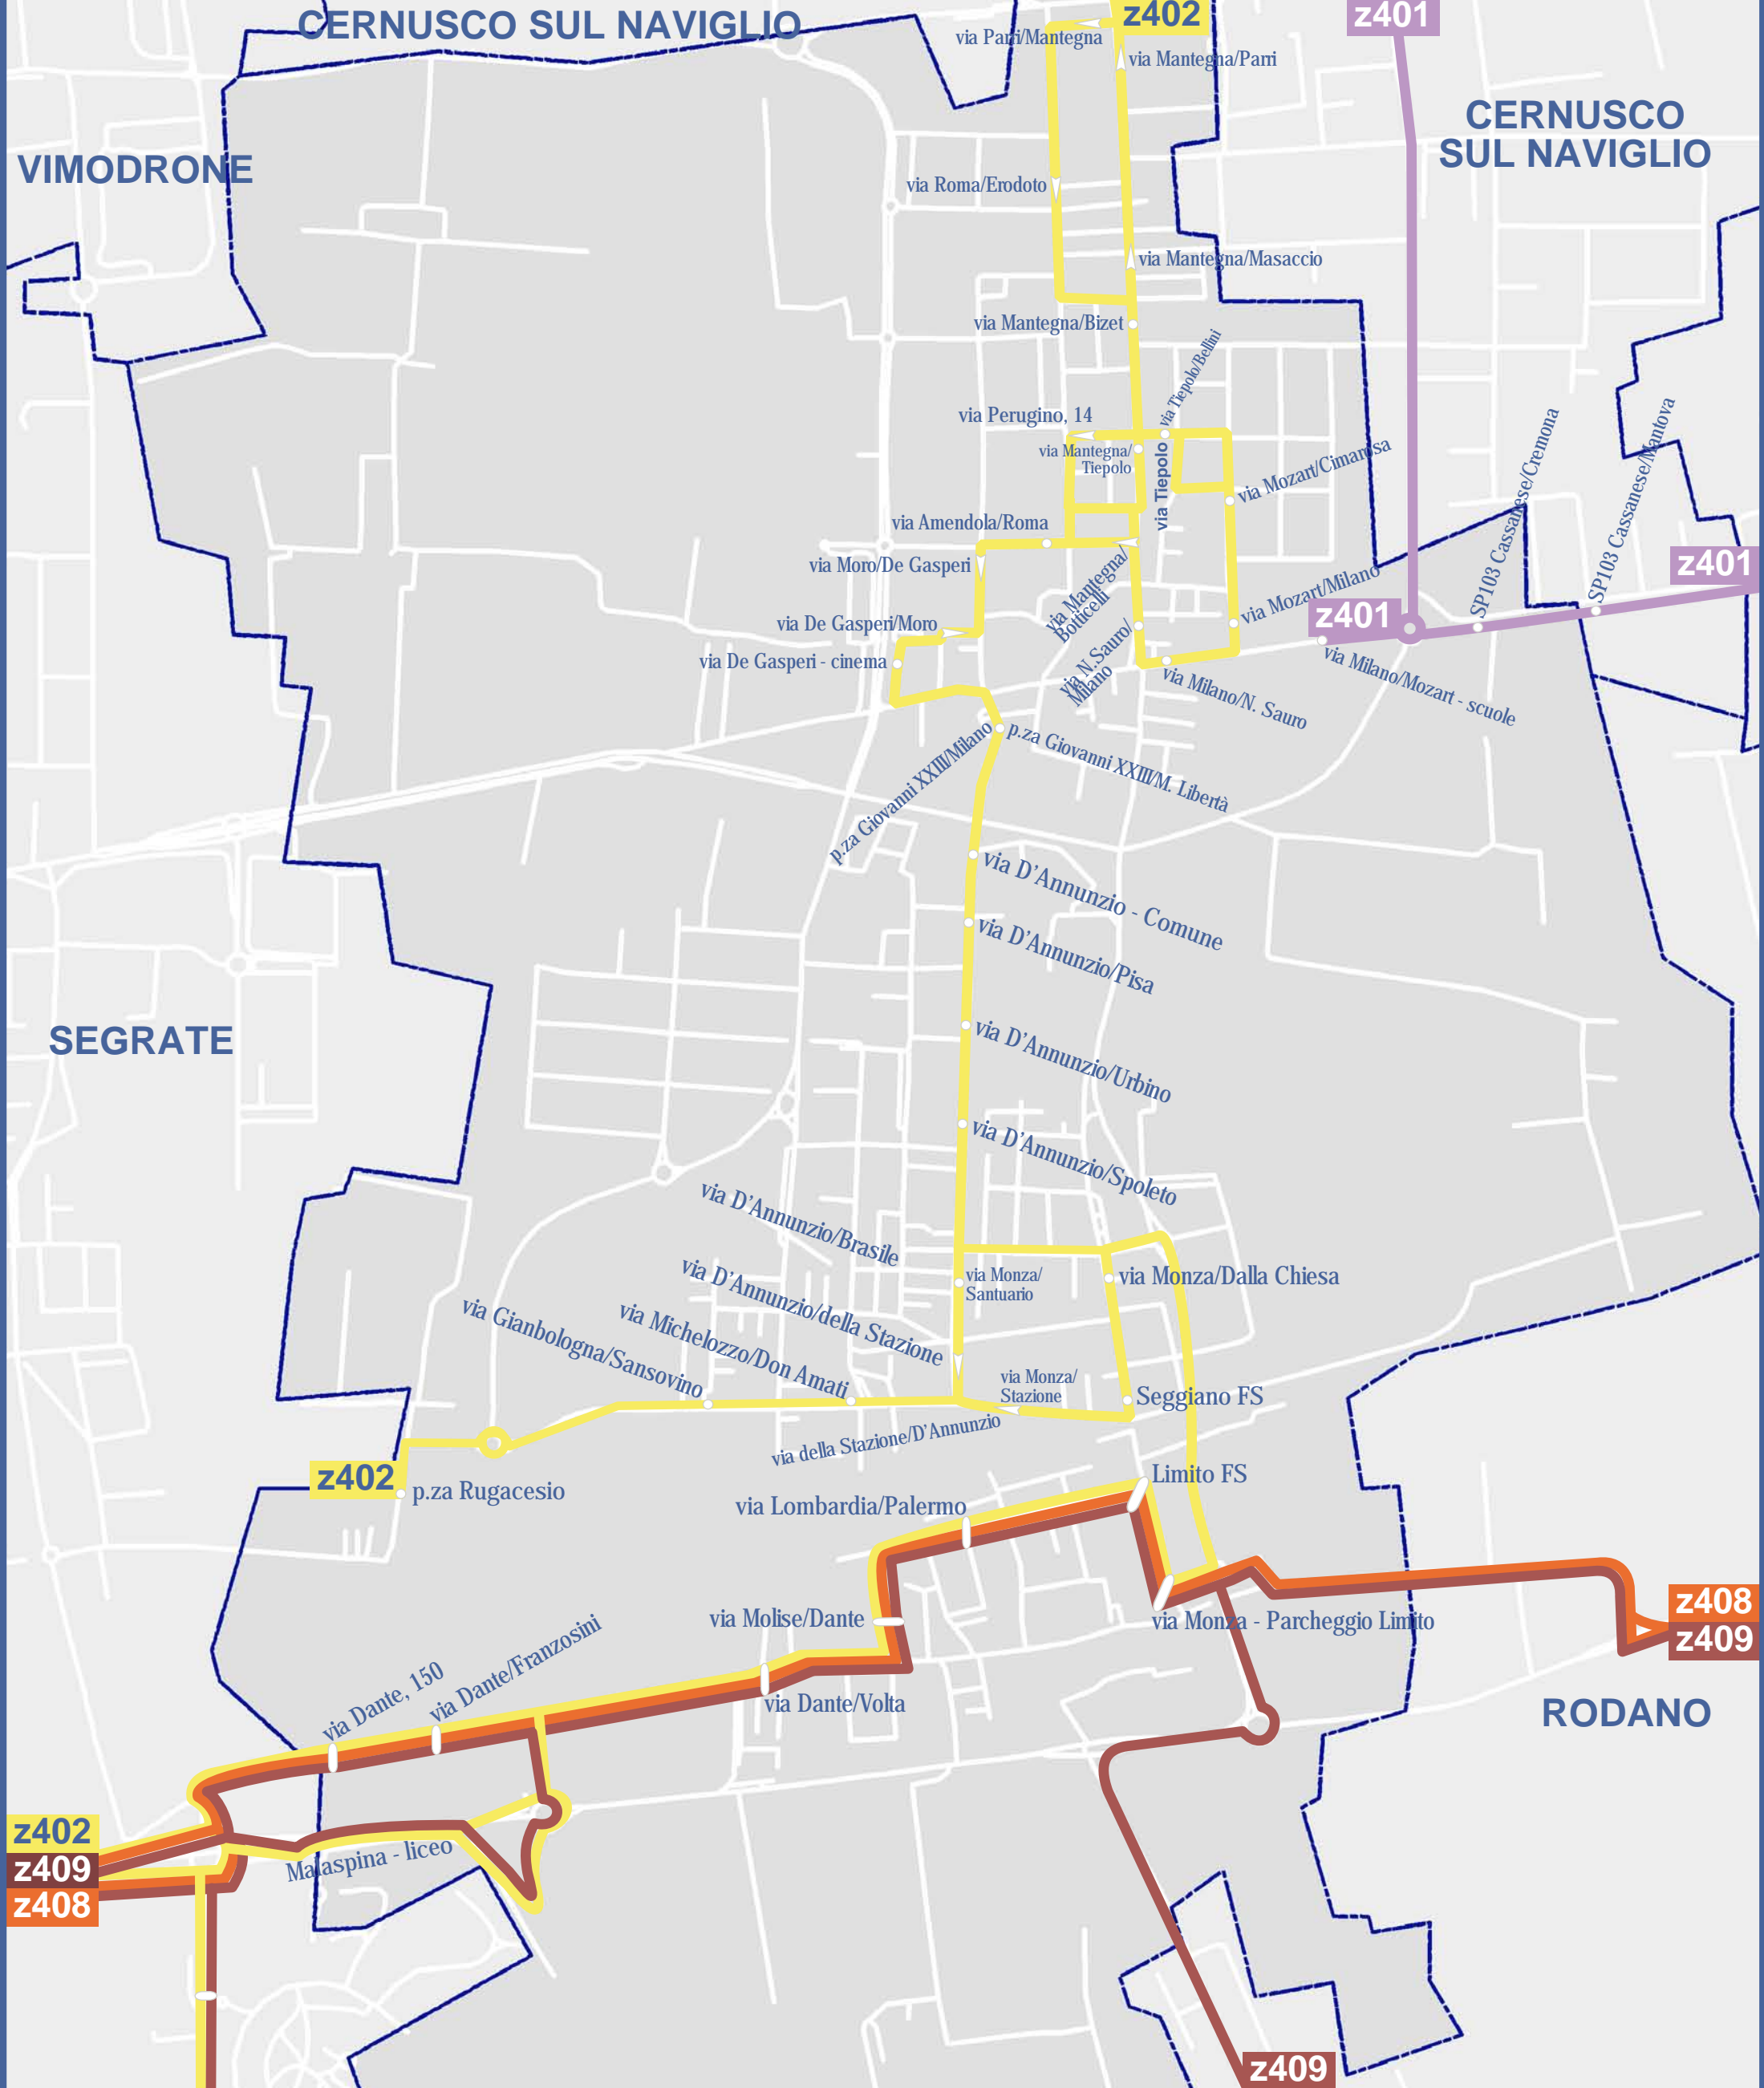 CERNUSCO SUL NAVIGLIO
z402
z401
via Parri/Mantegna
via Mantegna/Parri
CERNUSCO
SUL NAVIGLIO
VIMODRONE
via Roma/Erodoto
via Mantegna/Masaccio
via Mantegna/Bizet
via Tiepolo/Bellini
via Perugino, 14
via Mantegna/
Tiepolo
via Tiepolo
via Mozart/Cimarosa
SP103 Cassanese/Cremona
SP103 Cassanese/Mantova
via Amendola/Roma
via Moro/De Gasperi
z401
via Mantegna/
Botticelli
via Mozart/Milano
z401
via De Gasperi/Moro
via De Gasperi - cinema
via N.Sauro/
Milano
via Milano/N. Sauro
via Milano/Mozart - scuole
p.za Giovanni XXIII/Milano
p.za Giovanni XXIII/M. Libertà
via D'Annunzio - Comune
via D'Annunzio/Pisa
SEGRATE
via D'Annunzio/Urbino
via D'Annunzio/Spoleto
via D'Annunzio/Brasile
via D'Annunzio/della Stazione
via Monza/
Santuario
via Monza/Dalla Chiesa
via Gianbologna/Sansovino
via Michelozzo/Don Amati
via Monza/
Stazione
Seggiano FS
via della Stazione/D'Annunzio
z402
p.za Rugacesio
Limito FS
via Lombardia/Palermo
via Molise/Dante
via Monza - Parcheggio Limito
z408
z409
via Dante, 150
via Dante/Franzosini
via Dante/Volta
RODANO
z402
z409
z408
Malaspina - liceo
z409